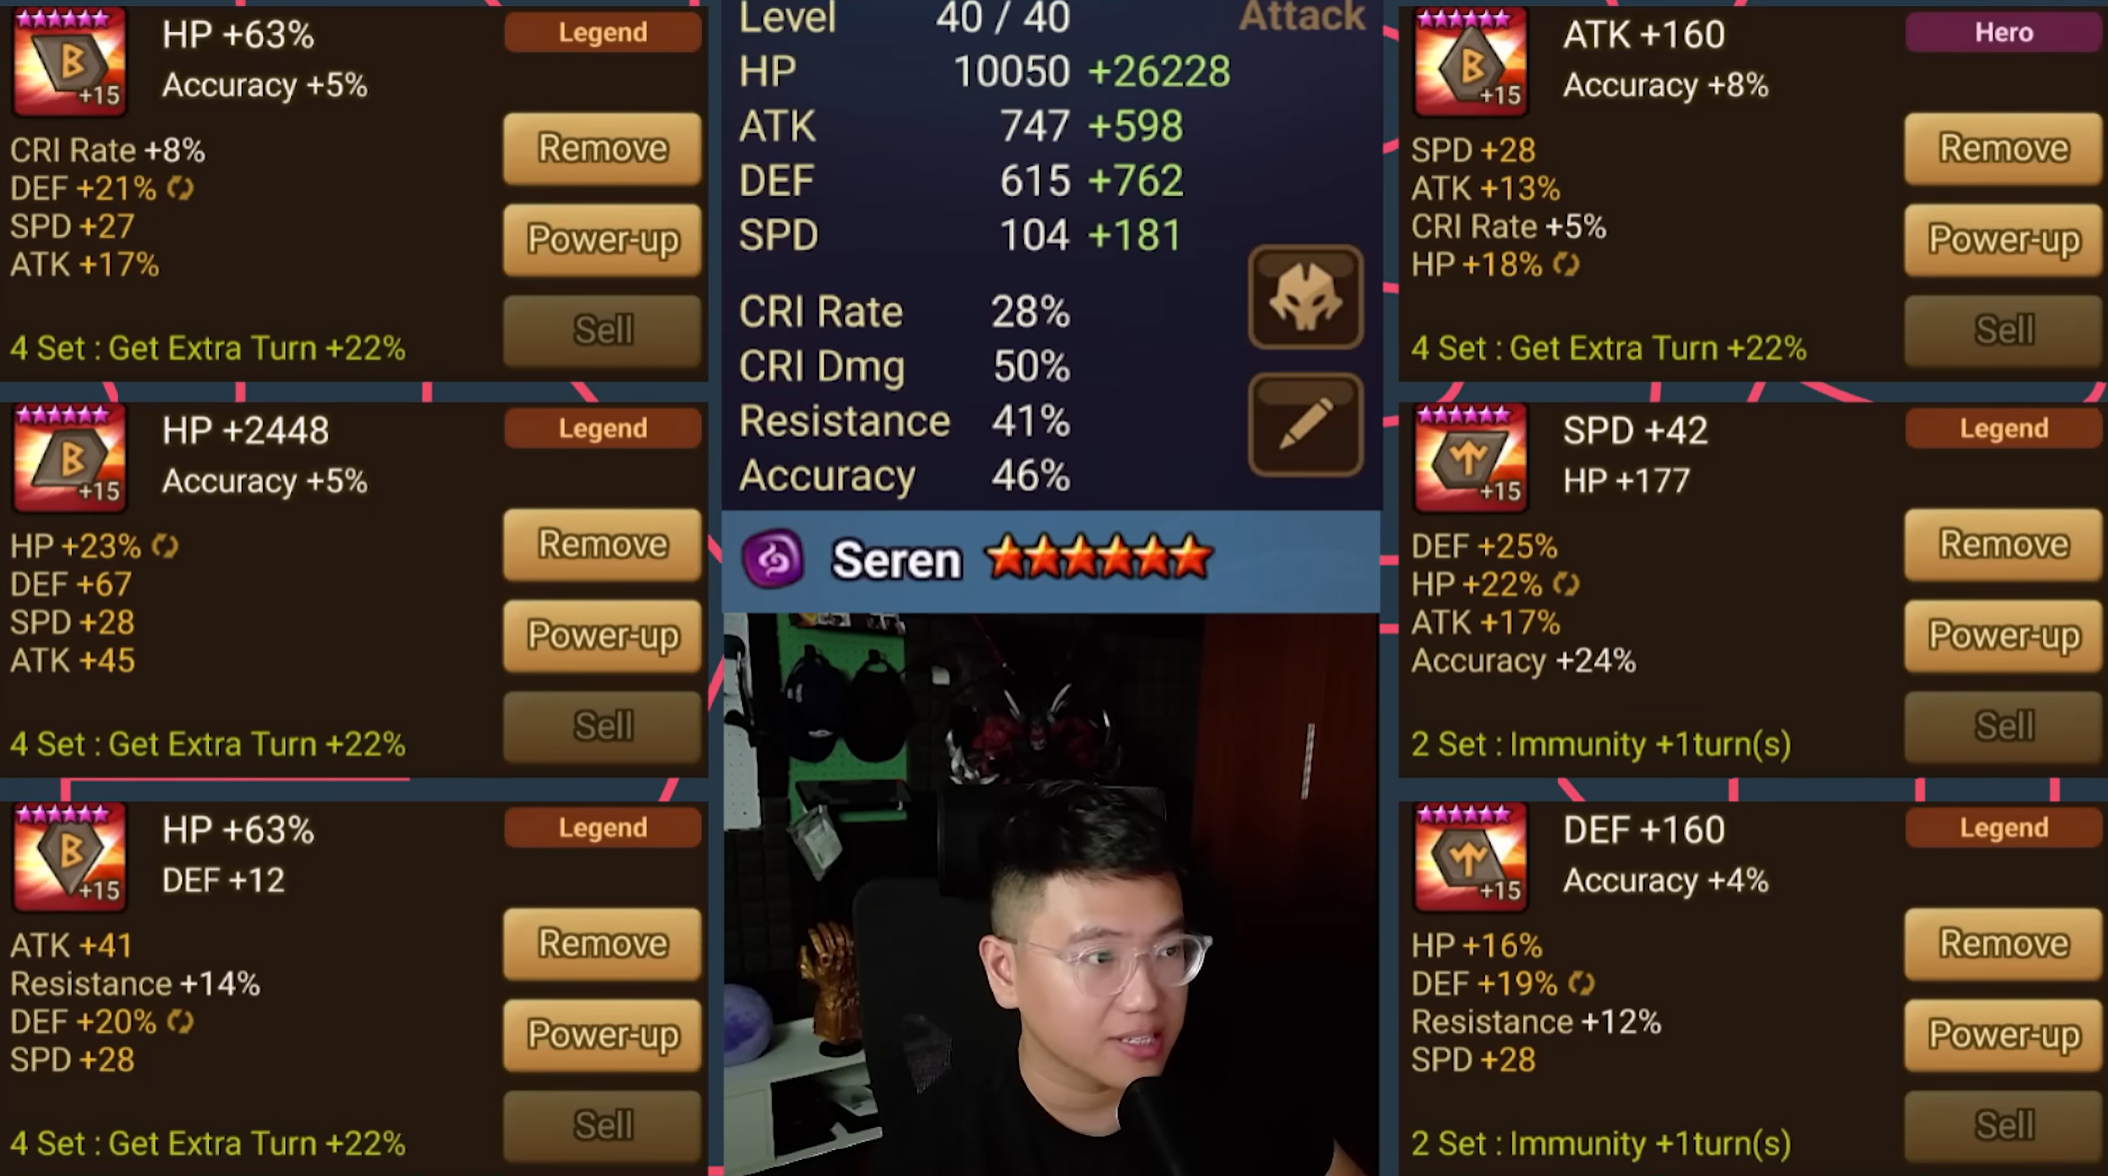 HP +63%
Legend
Accuracy +5%
+15
CRI Rate +8%
DEF +21%
SPD +27
ATK +17%
4 Set : Get Extra Turn +22%
Remove
Power-up
Sell
HP +2448
Legend
Accuracy +5%
+15
HP +23%
DEF +67
SPD +28
ATK +45
4 Set : Get Extra Turn +22%
Remove
Power-up
Sell
HP +63%
Legend
DEF +12
+15
ATK +41
Resistance +14%
DEF +20%
SPD +28
4 Set : Get Extra Turn +22%
Remove
Power-up
Sell
Level 40 / 40 Attack
HP 10050 +26228
ATK 747 +598
DEF 615 +762
SPD 104 +181
CRI Rate 28%
CRI Dmg 50%
Resistance 41%
Accuracy 46%
Seren
ATK +160
Hero
Accuracy +8%
+15
SPD +28
ATK +13%
CRI Rate +5%
HP +18%
4 Set : Get Extra Turn +22%
Remove
Power-up
Sell
SPD +42
Legend
HP +177
+15
DEF +25%
HP +22%
ATK +17%
Accuracy +24%
2 Set : Immunity +1turn(s)
Remove
Power-up
Sell
DEF +160
Legend
Accuracy +4%
+15
HP +16%
DEF +19%
Resistance +12%
SPD +28
2 Set : Immunity +1turn(s)
Remove
Power-up
Sell